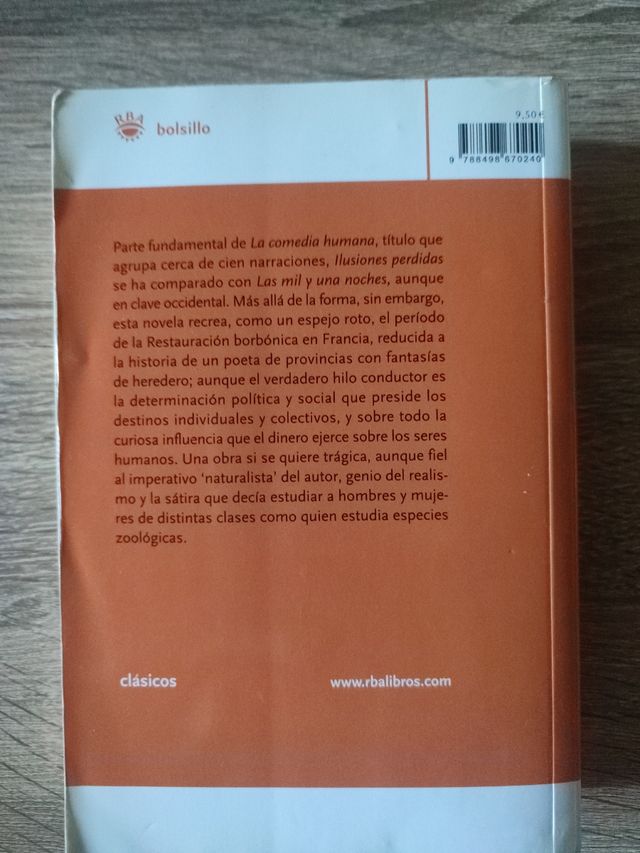 RBA
bolsillo
9,50€
9 788498 670240
Parte fundamental de La comedia humana, título que
agrupa cerca de cien narraciones, Ilusiones perdidas
se ha comparado con Las mil y una noches, aunque
en clave occidental. Más allá de la forma, sin embargo,
esta novela recrea, como un espejo roto, el período
de la Restauración borbónica en Francia, reducida a
la historia de un poeta de provincias con fantasías
de heredero; aunque el verdadero hilo conductor es
la determinación política y social que preside los
destinos individuales y colectivos, y sobre todo la
curiosa influencia que el dinero ejerce sobre los seres
humanos. Una obra si se quiere trágica, aunque fiel
al imperativo ‘naturalista’ del autor, genio del realis-
mo y la sátira que decía estudiar a hombres y muje-
res de distintas clases como quien estudia especies
zoológicas.
clásicos
www.rbalibros.com